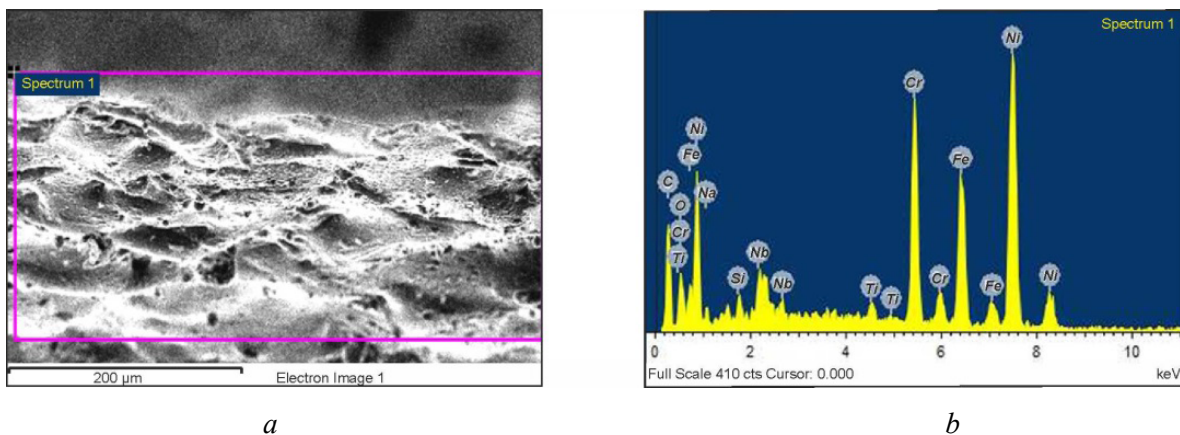 Spectrum 1
200 µm Electron Image 1
a
Spectrum 1
Ni
Cr
Ni
Fe
Fe
C
Na
O
Cr
Nb
Si
Nb
Ti
Ti
Ti
Cr
Fe
Ni
0 2 4 6 8 10
Full Scale 410 cts Cursor: 0.000 keV
b